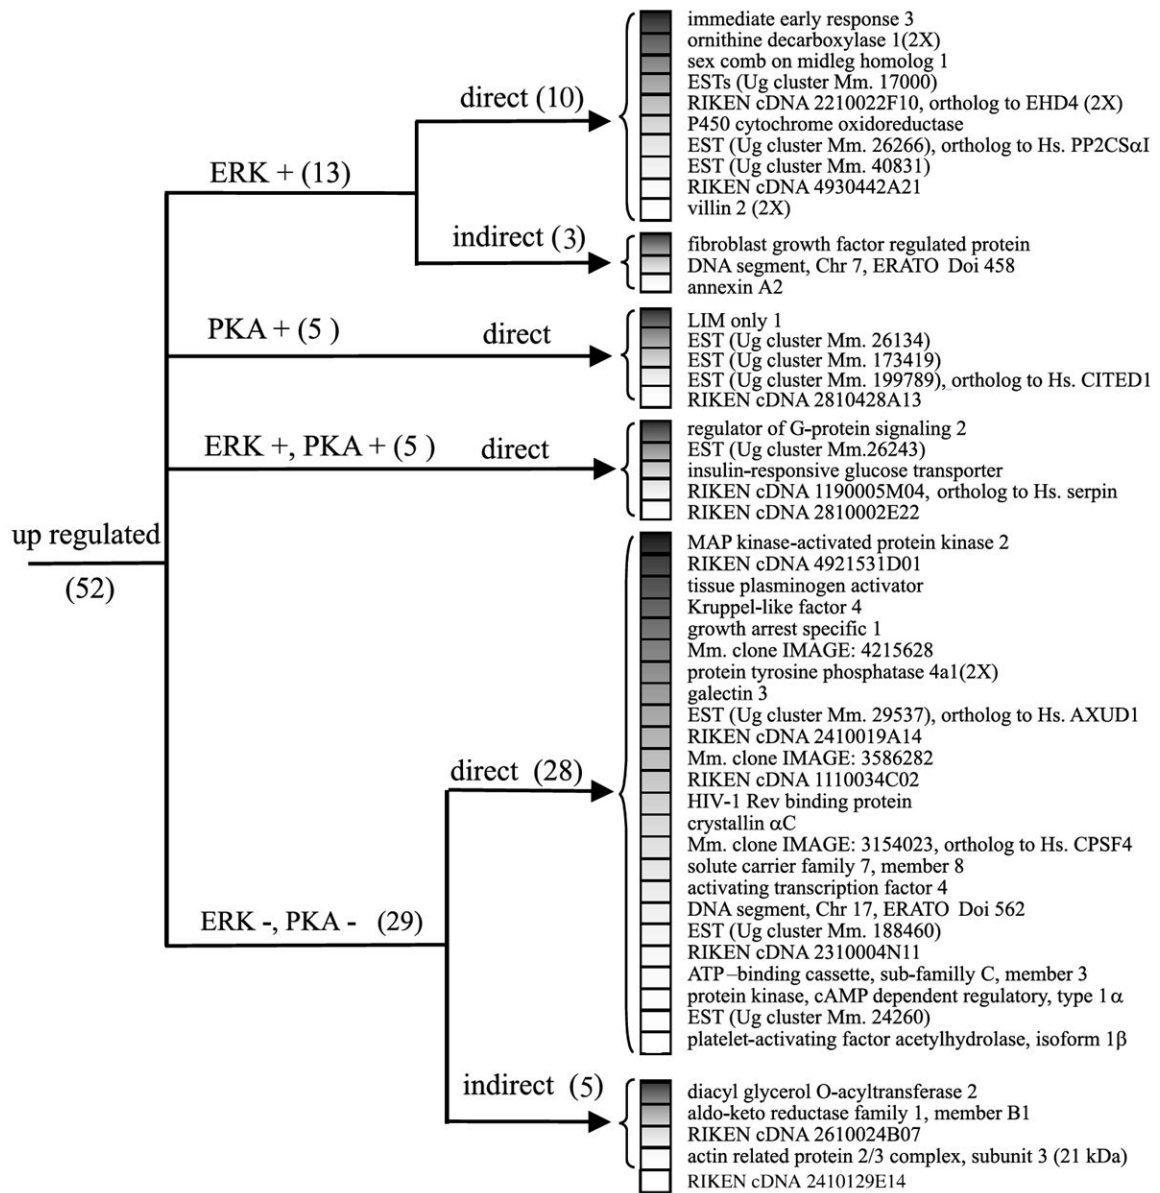 immediate early response 3
ornithine decarboxylase 1(2X)
sex comb on midleg homolog 1
ESTs (Ug cluster Mm. 17000)
direct (10)
RIKEN cDNA 2210022F10, ortholog to EHD4 (2X)
P450 cytochrome oxidoreductase
EST (Ug cluster Mm. 26266), ortholog to Hs. PP2CSαI
EST (Ug cluster Mm. 40831)
ERK + (13)
RIKEN cDNA 4930442A21
villin 2 (2X)
indirect (3)
fibroblast growth factor regulated protein
DNA segment, Chr 7, ERATO Doi 458
annexin A2
LIM only 1
PKA + (5 )
direct
EST (Ug cluster Mm. 26134)
EST (Ug cluster Mm. 173419)
EST (Ug cluster Mm. 199789), ortholog to Hs. CITED1
RIKEN cDNA 2810428A13
regulator of G-protein signaling 2
ERK +, PKA + (5 )
direct
EST (Ug cluster Mm.26243)
insulin-responsive glucose transporter
RIKEN cDNA 1190005M04, ortholog to Hs. serpin
RIKEN cDNA 2810002E22
up regulated
(52)
MAP kinase-activated protein kinase 2
RIKEN cDNA 4921531D01
tissue plasminogen activator
Kruppel-like factor 4
growth arrest specific 1
Mm. clone IMAGE: 4215628
protein tyrosine phosphatase 4a1(2X)
galectin 3
EST (Ug cluster Mm. 29537), ortholog to Hs. AXUD1
RIKEN cDNA 2410019A14
Mm. clone IMAGE: 3586282
direct (28)
RIKEN cDNA 1110034C02
HIV-1 Rev binding protein
crystallin αC
Mm. clone IMAGE: 3154023, ortholog to Hs. CPSF4
solute carrier family 7, member 8
activating transcription factor 4
DNA segment, Chr 17, ERATO Doi 562
ERK -, PKA - (29)
EST (Ug cluster Mm. 188460)
RIKEN cDNA 2310004N11
ATP–binding cassette, sub-familly C, member 3
protein kinase, cAMP dependent regulatory, type 1 α
EST (Ug cluster Mm. 24260)
platelet-activating factor acetylhydrolase, isoform 1β
indirect (5)
diacyl glycerol O-acyltransferase 2
aldo-keto reductase family 1, member B1
RIKEN cDNA 2610024B07
actin related protein 2/3 complex, subunit 3 (21 kDa)
RIKEN cDNA 2410129E14